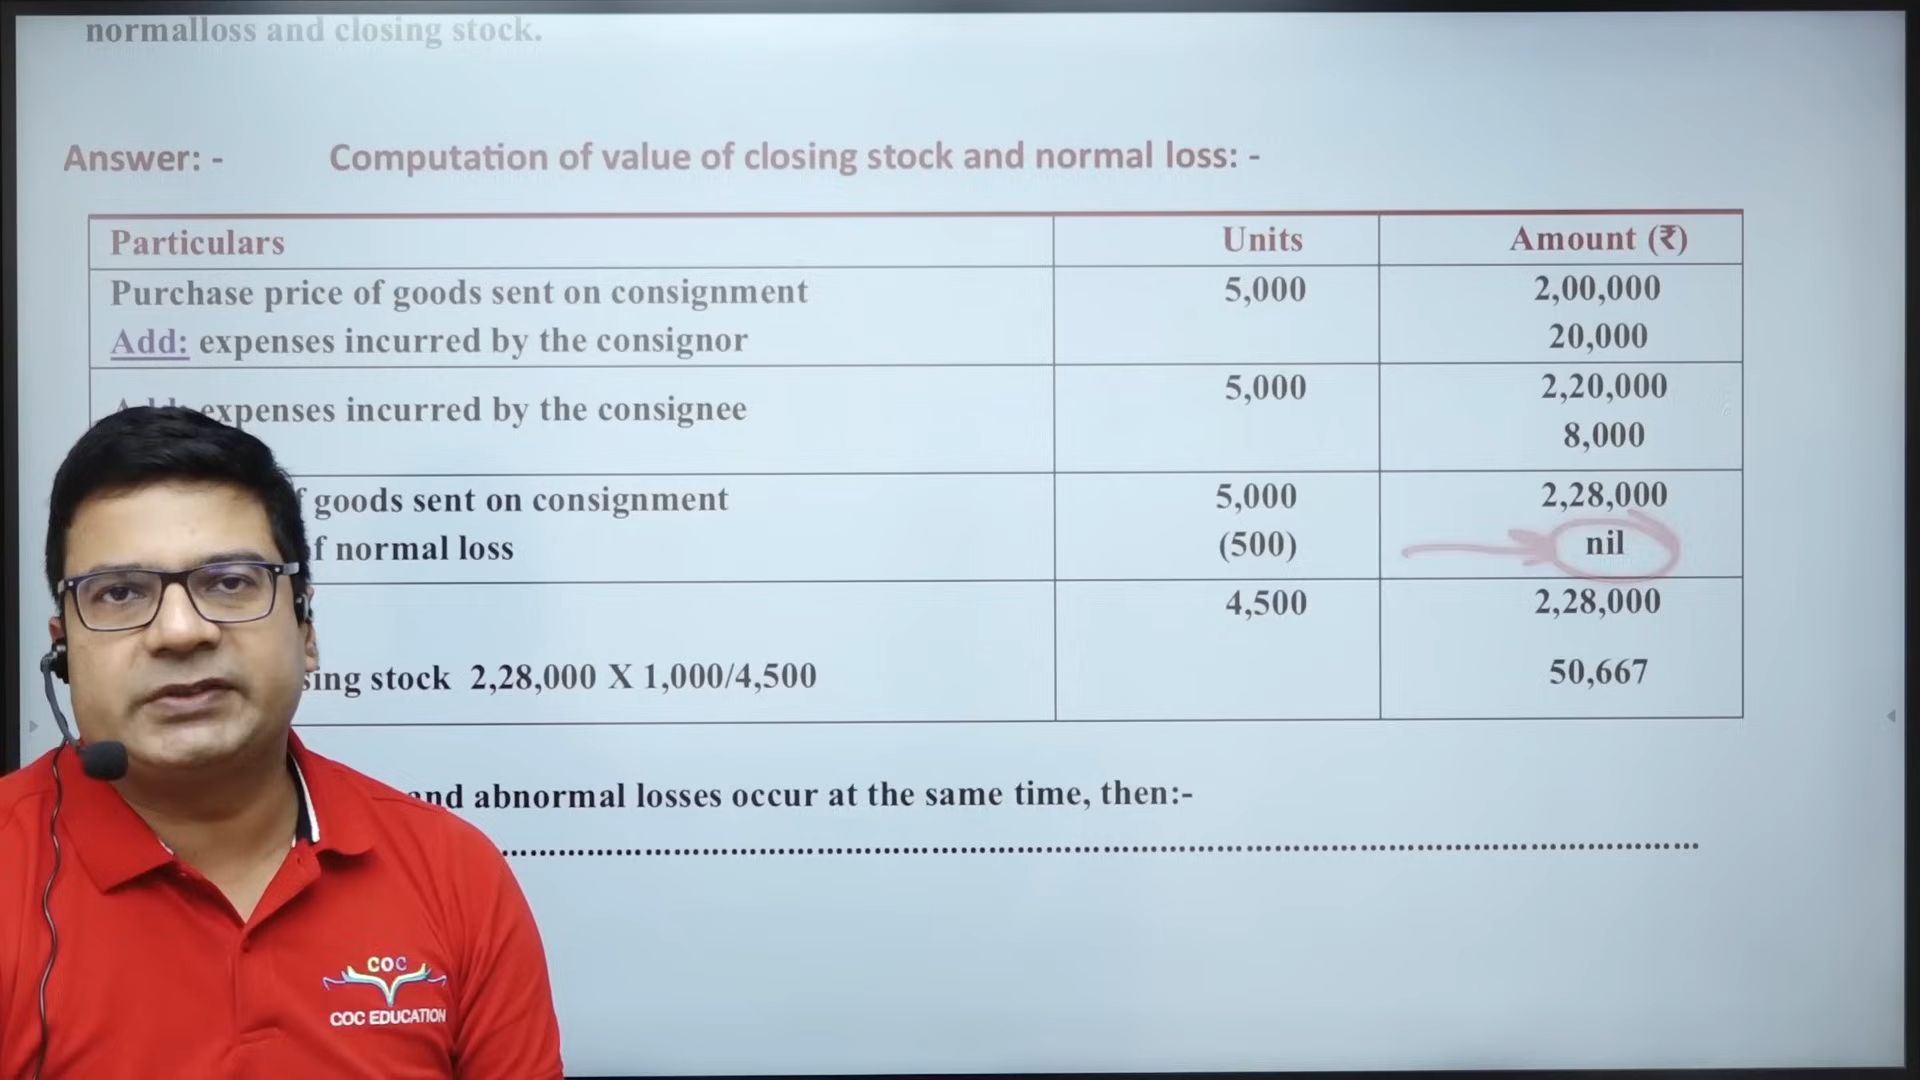 normalloss and closing stock.
Answer: - Computation of value of closing stock and normal loss: -
Particulars Units Amount (₹)
Purchase price of goods sent on consignment 5,000 2,00,000
Add: expenses incurred by the consignor 20,000
5,000 2,20,000
expenses incurred by the consignee
8,000
goods sent on consignment 5,000 2,28,000
normal loss (500) nil
4,500 2,28,000
stock 2,28,000 X 1,000/4,500 50,667
and abnormal losses occur at the same time, then:-
COC
COC EDUCATION